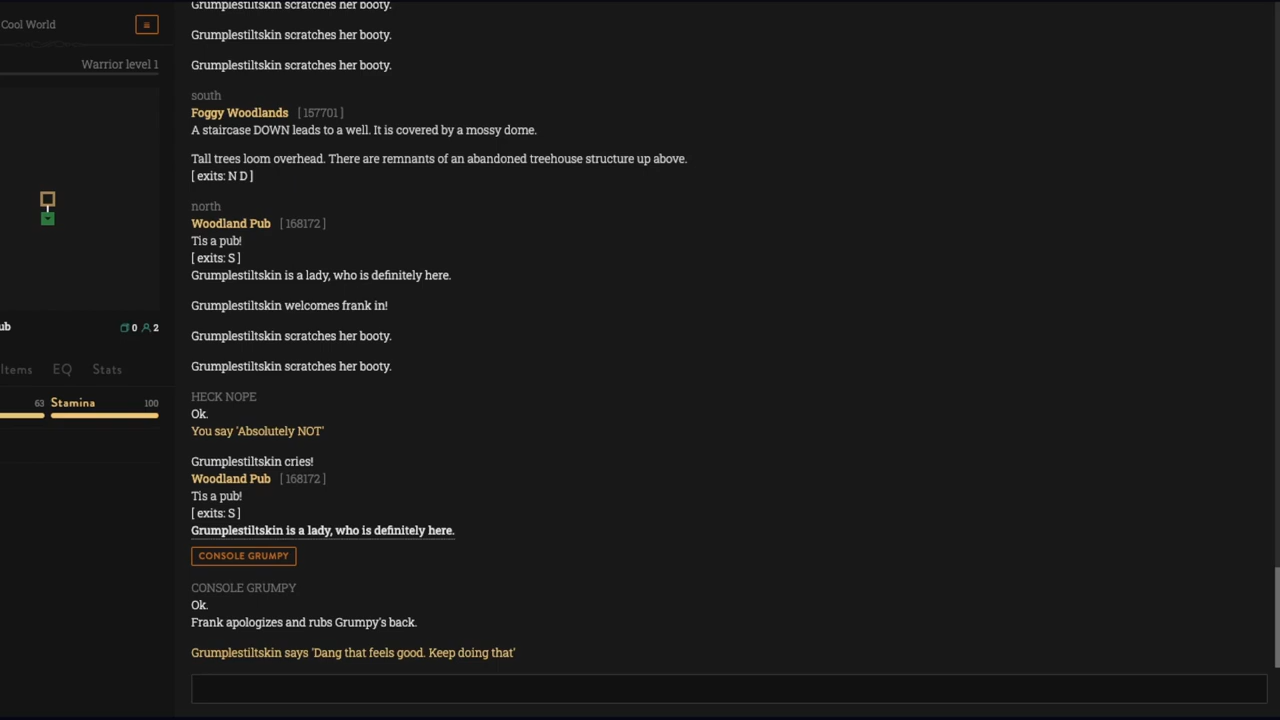 Cool World
Warrior level 1
ub
0 2
Items EQ Stats
63 Stamina 100
Grumplestiltskin scratches her booty.
Grumplestiltskin scratches her booty.
Grumplestiltskin scratches her booty.
south
Foggy Woodlands [ 157701 ]
A staircase DOWN leads to a well. It is covered by a mossy dome.
Tall trees loom overhead. There are remnants of an abandoned treehouse structure up above.
[ exits: N D ]
north
Woodland Pub [ 168172 ]
Tis a pub!
[ exits: S ]
Grumplestiltskin is a lady, who is definitely here.
Grumplestiltskin welcomes frank in!
Grumplestiltskin scratches her booty.
Grumplestiltskin scratches her booty.
HECK NOPE
Ok.
You say 'Absolutely NOT'
Grumplestiltskin cries!
Woodland Pub [ 168172 ]
Tis a pub!
[ exits: S ]
Grumplestiltskin is a lady, who is definitely here.
CONSOLE GRUMPY
CONSOLE GRUMPY
Ok.
Frank apologizes and rubs Grumpy's back.
Grumplestiltskin says 'Dang that feels good. Keep doing that'